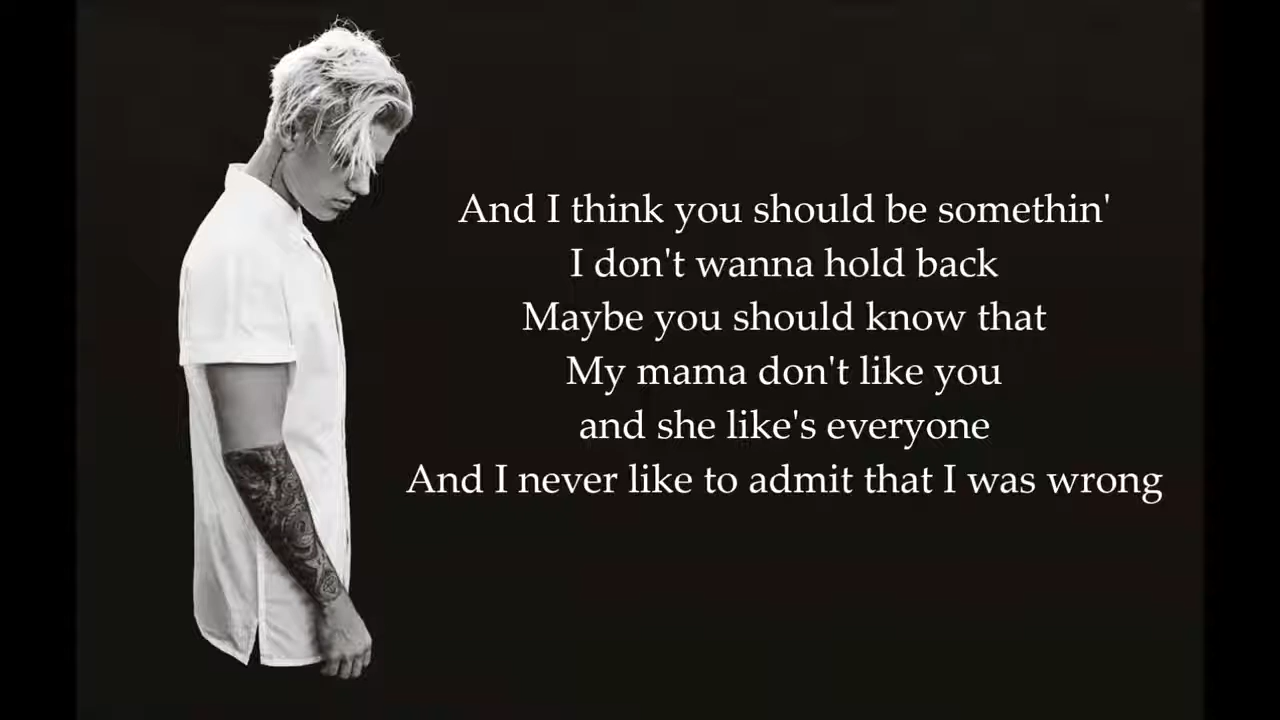 And I think you should be somethin'
I don't wanna hold back
Maybe you should know that
My mama don't like you
and she like's everyone
And I never like to admit that I was wrong